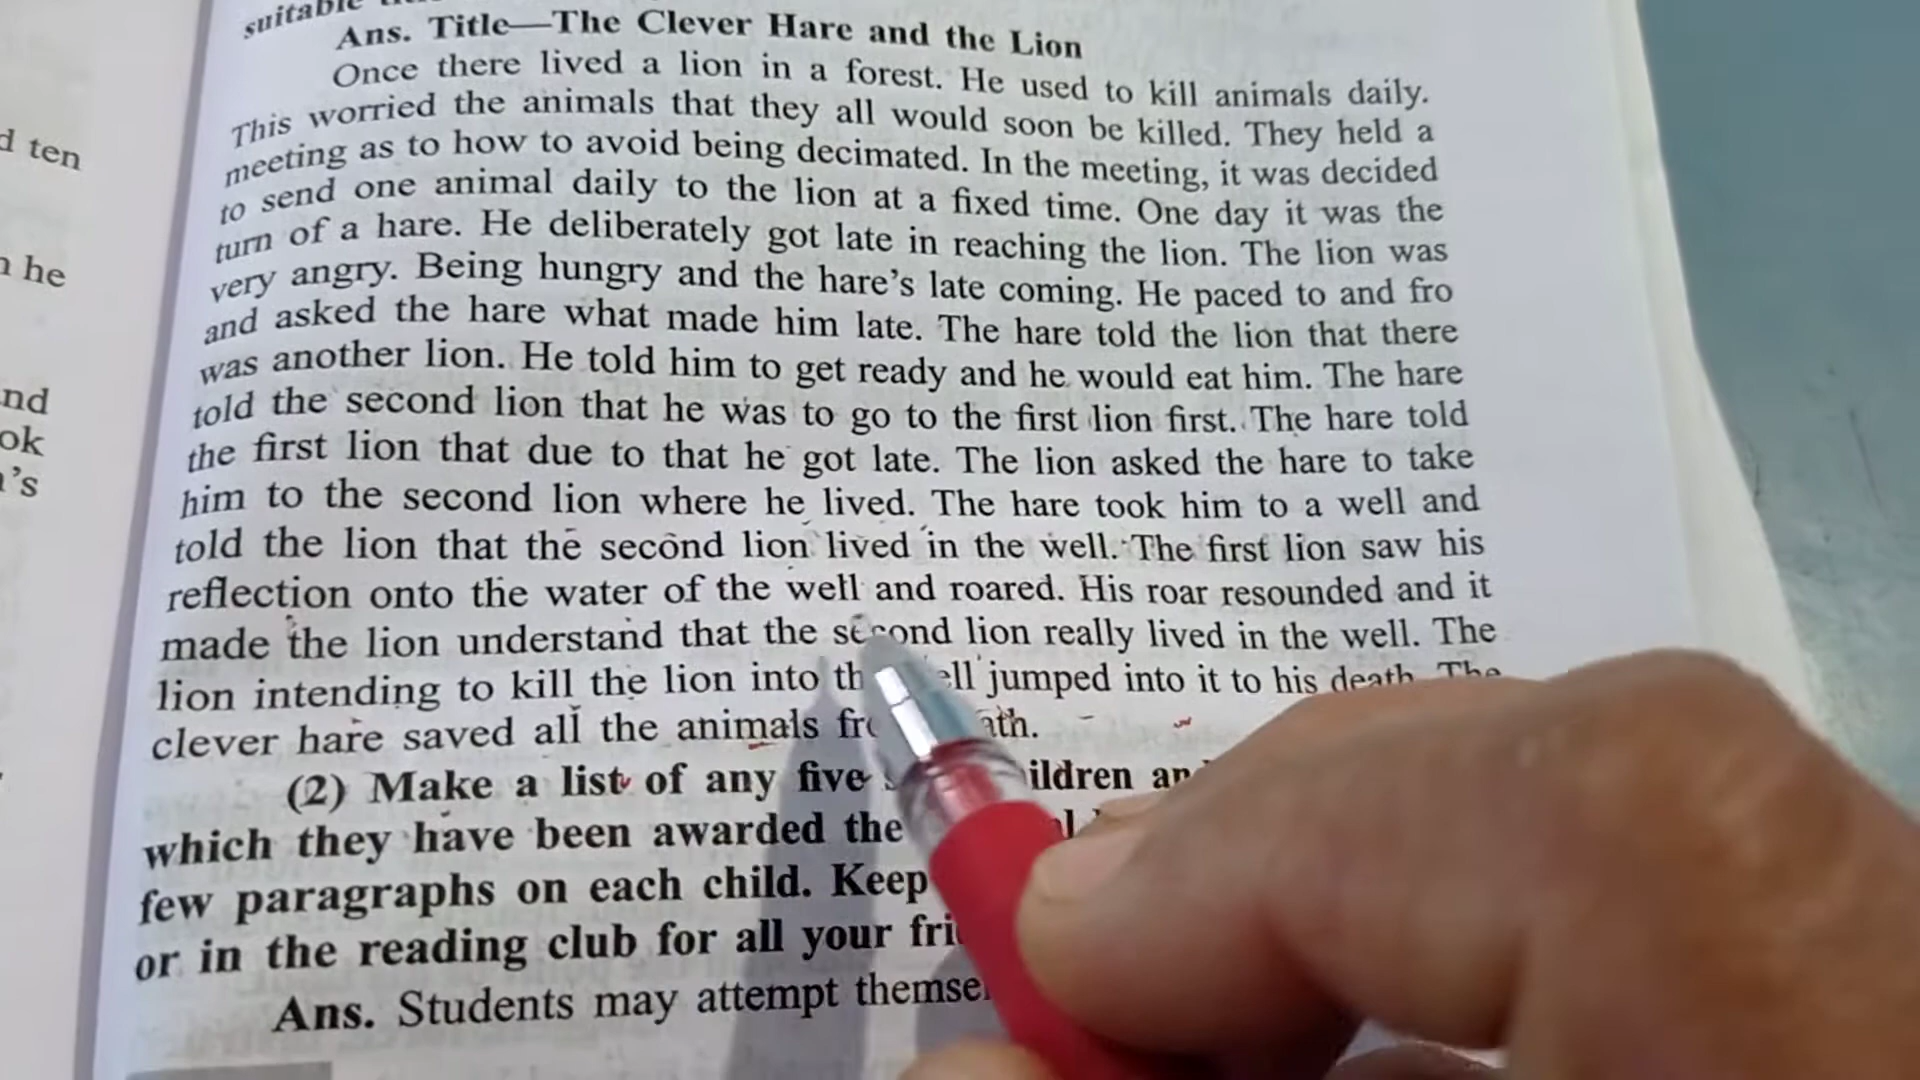 suitable
Ans. Title—The Clever Hare and the Lion
Once there lived a lion in a forest. He used to kill animals daily.
This worried the animals that they all would soon be killed. They held a
meeting as to how to avoid being decimated. In the meeting, it was decided
to send one animal daily to the lion at a fixed time. One day it was the
turn of a hare. He deliberately got late in reaching the lion. The lion was
very angry. Being hungry and the hare's late coming. He paced to and fro
and asked the hare what made him late. The hare told the lion that there
was another lion. He told him to get ready and he would eat him. The hare
told the second lion that he was to go to the first lion first. The hare told
the first lion that due to that he got late. The lion asked the hare to take
him to the second lion where he lived. The hare took him to a well and
told the lion that the second lion lived in the well. The first lion saw his
reflection onto the water of the well and roared. His roar resounded and it
made the lion understand that the second lion really lived in the well. The
lion intending to kill the lion into jumped into it to his death. The
clever hare saved all the animals
(2) Make a list of any five
which they have been awarded the
few paragraphs on each child. Keep
or in the reading club for all your
Ans. Students may attempt
ten
he